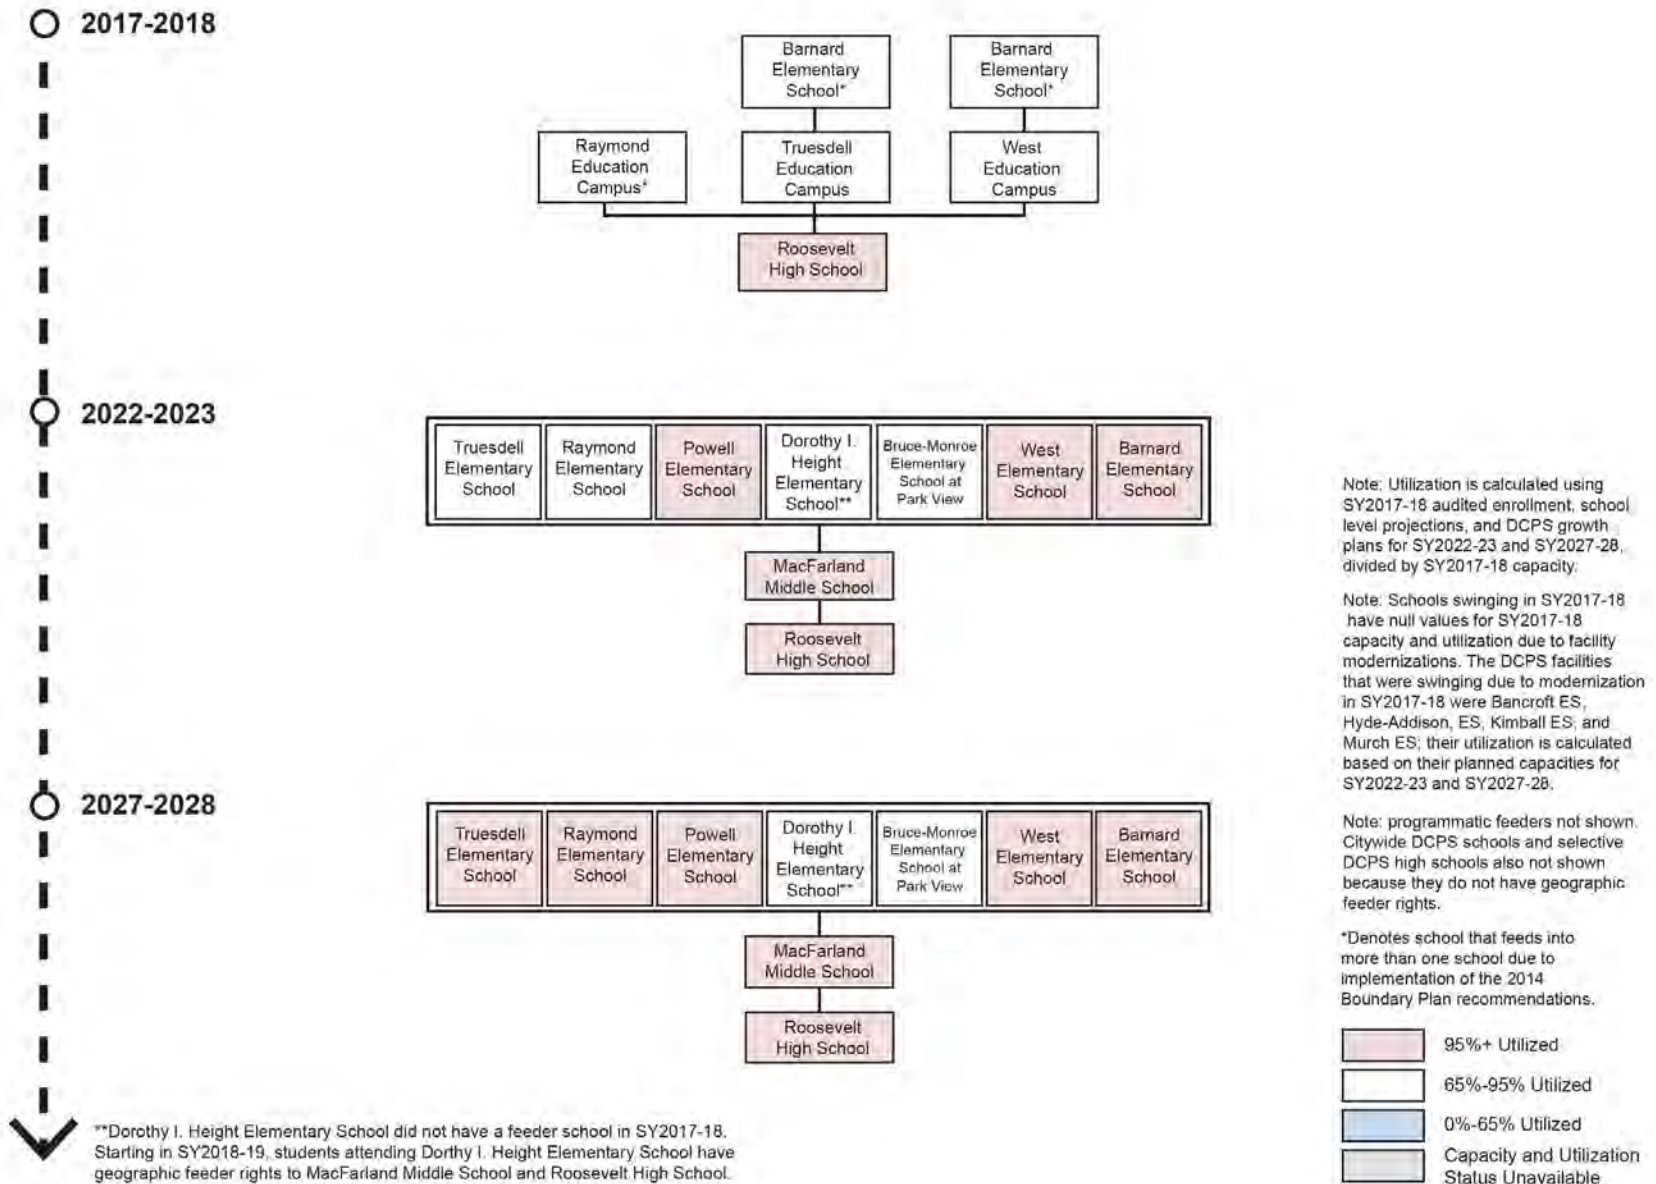 2017-2018
Barnard
Elementary
School*
Barnard
Elementary
School*
Raymond
Education
Campus*
Truesdell
Education
Campus
West
Education
Campus
Roosevelt
High School
2022-2023
Truesdell
Elementary
School
Raymond
Elementary
School
Powell
Elementary
School
Dorothy I.
Height
Elementary
School**
Bruce-Monroe
Elementary
School at
Park View
West
Elementary
School
Barnard
Elementary
School
MacFarland
Middle School
Roosevelt
High School
2027-2028
Truesdell
Elementary
School
Raymond
Elementary
School
Powell
Elementary
School
Dorothy I.
Height
Elementary
School**
Bruce-Monroe
Elementary
School at
Park View
West
Elementary
School
Barnard
Elementary
School
MacFarland
Middle School
Roosevelt
High School
**Dorothy I. Height Elementary School did not have a feeder school in SY2017-18.
Starting in SY2018-19, students attending Dorthy I. Height Elementary School have
geographic feeder rights to MacFarland Middle School and Roosevelt High School.
Note: Utilization is calculated using
SY2017-18 audited enrollment, school
level projections, and DCPS growth
plans for SY2022-23 and SY2027-28,
divided by SY2017-18 capacity.
Note: Schools swinging in SY2017-18
have null values for SY2017-18
capacity and utilization due to facility
modernizations. The DCPS facilities
that were swinging due to modernization
in SY2017-18 were Bancroft ES,
Hyde-Addison, ES, Kimball ES, and
Murch ES; their utilization is calculated
based on their planned capacities for
SY2022-23 and SY2027-28.
Note: programmatic feeders not shown.
Citywide DCPS schools and selective
DCPS high schools also not shown
because they do not have geographic
feeder rights.
*Denotes school that feeds into
more than one school due to
implementation of the 2014
Boundary Plan recommendations.
95%+ Utilized
65%-95% Utilized
0%-65% Utilized
Capacity and Utilization
Status Unavailable